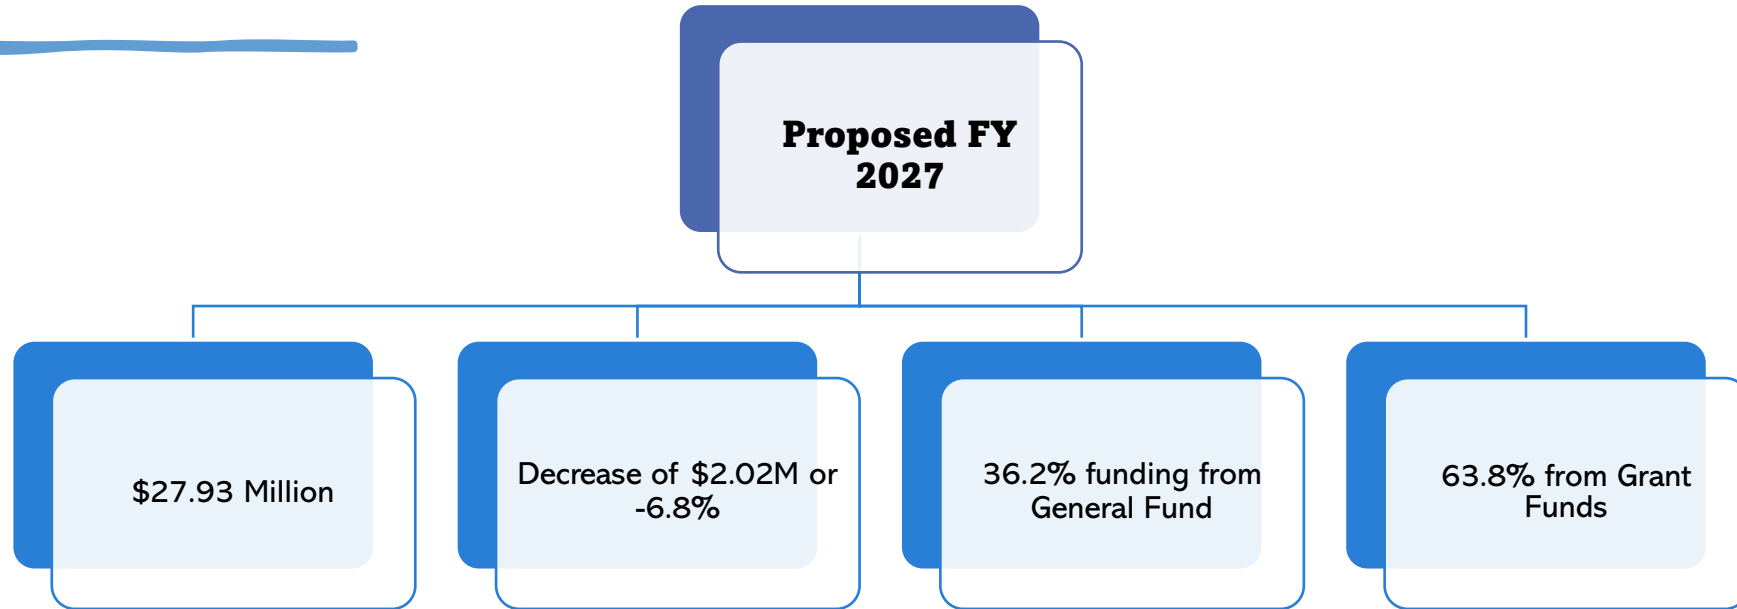 Proposed FY
2027
$27.93 Million
Decrease of $2.02M or
-6.8%
36.2% funding from
General Fund
63.8% from Grant
Funds